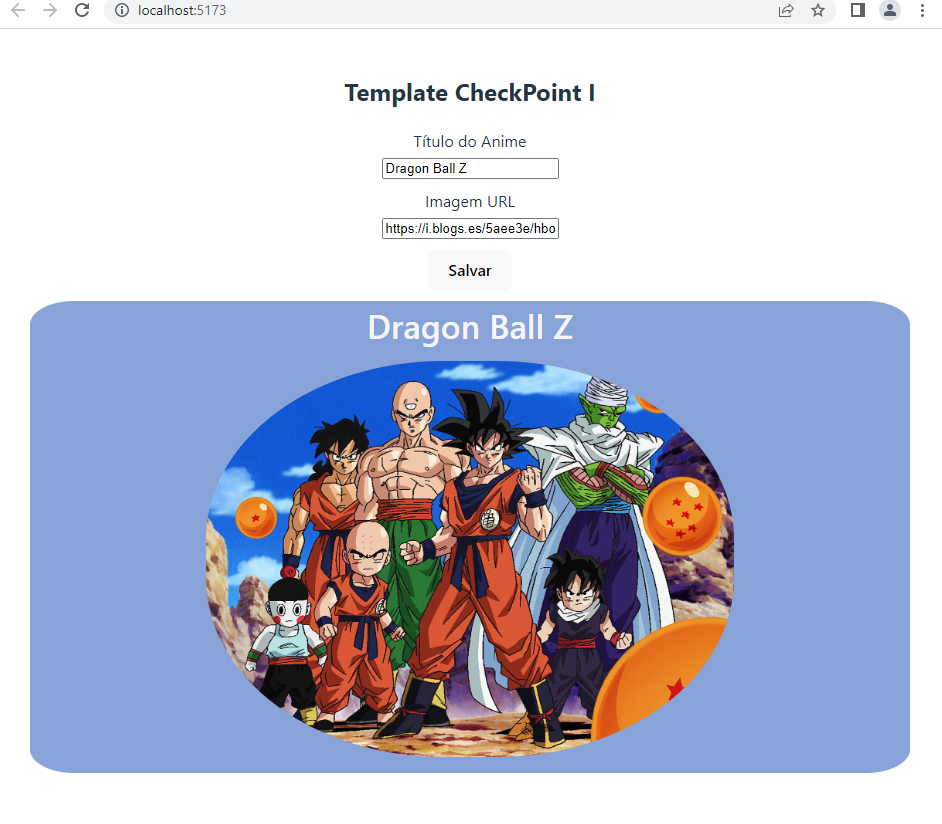 localhost:5173
Template CheckPoint I
Título do Anime
Dragon Ball Z
Imagem URL
https://i.blogs.es/5aee3e/hbo
Salvar
Dragon Ball Z